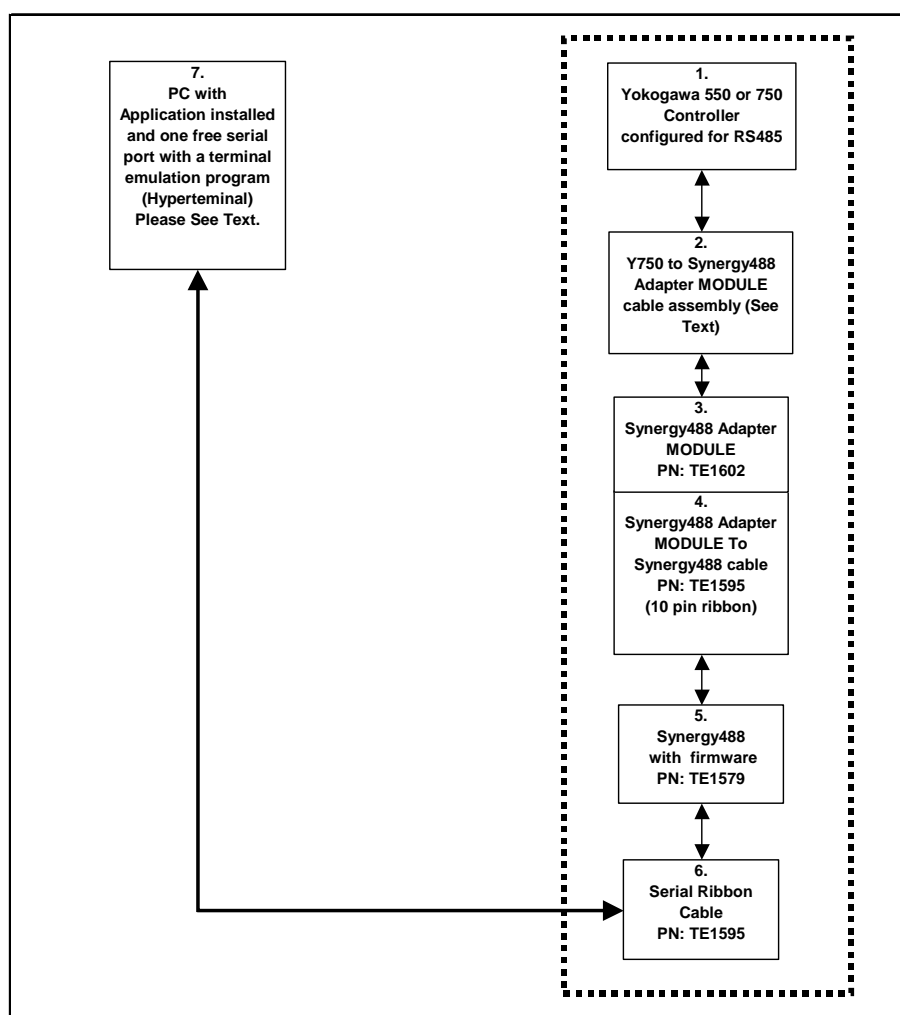 7.
PC with
Application installed
and one free serial
port with a terminal
emulation program
(Hyperteminal)
Please See Text.
1.
Yokogawa 550 or 750
Controller
configured for RS485
2.
Y750 to Synergy488
Adapter MODULE
cable assembly (See
Text)
3.
Synergy488 Adapter
MODULE
PN: TE1602
4.
Synergy488 Adapter
MODULE To
Synergy488 cable
PN: TE1595
(10 pin ribbon)
5.
Synergy488
with firmware
PN: TE1579
6.
Serial Ribbon
Cable
PN: TE1595